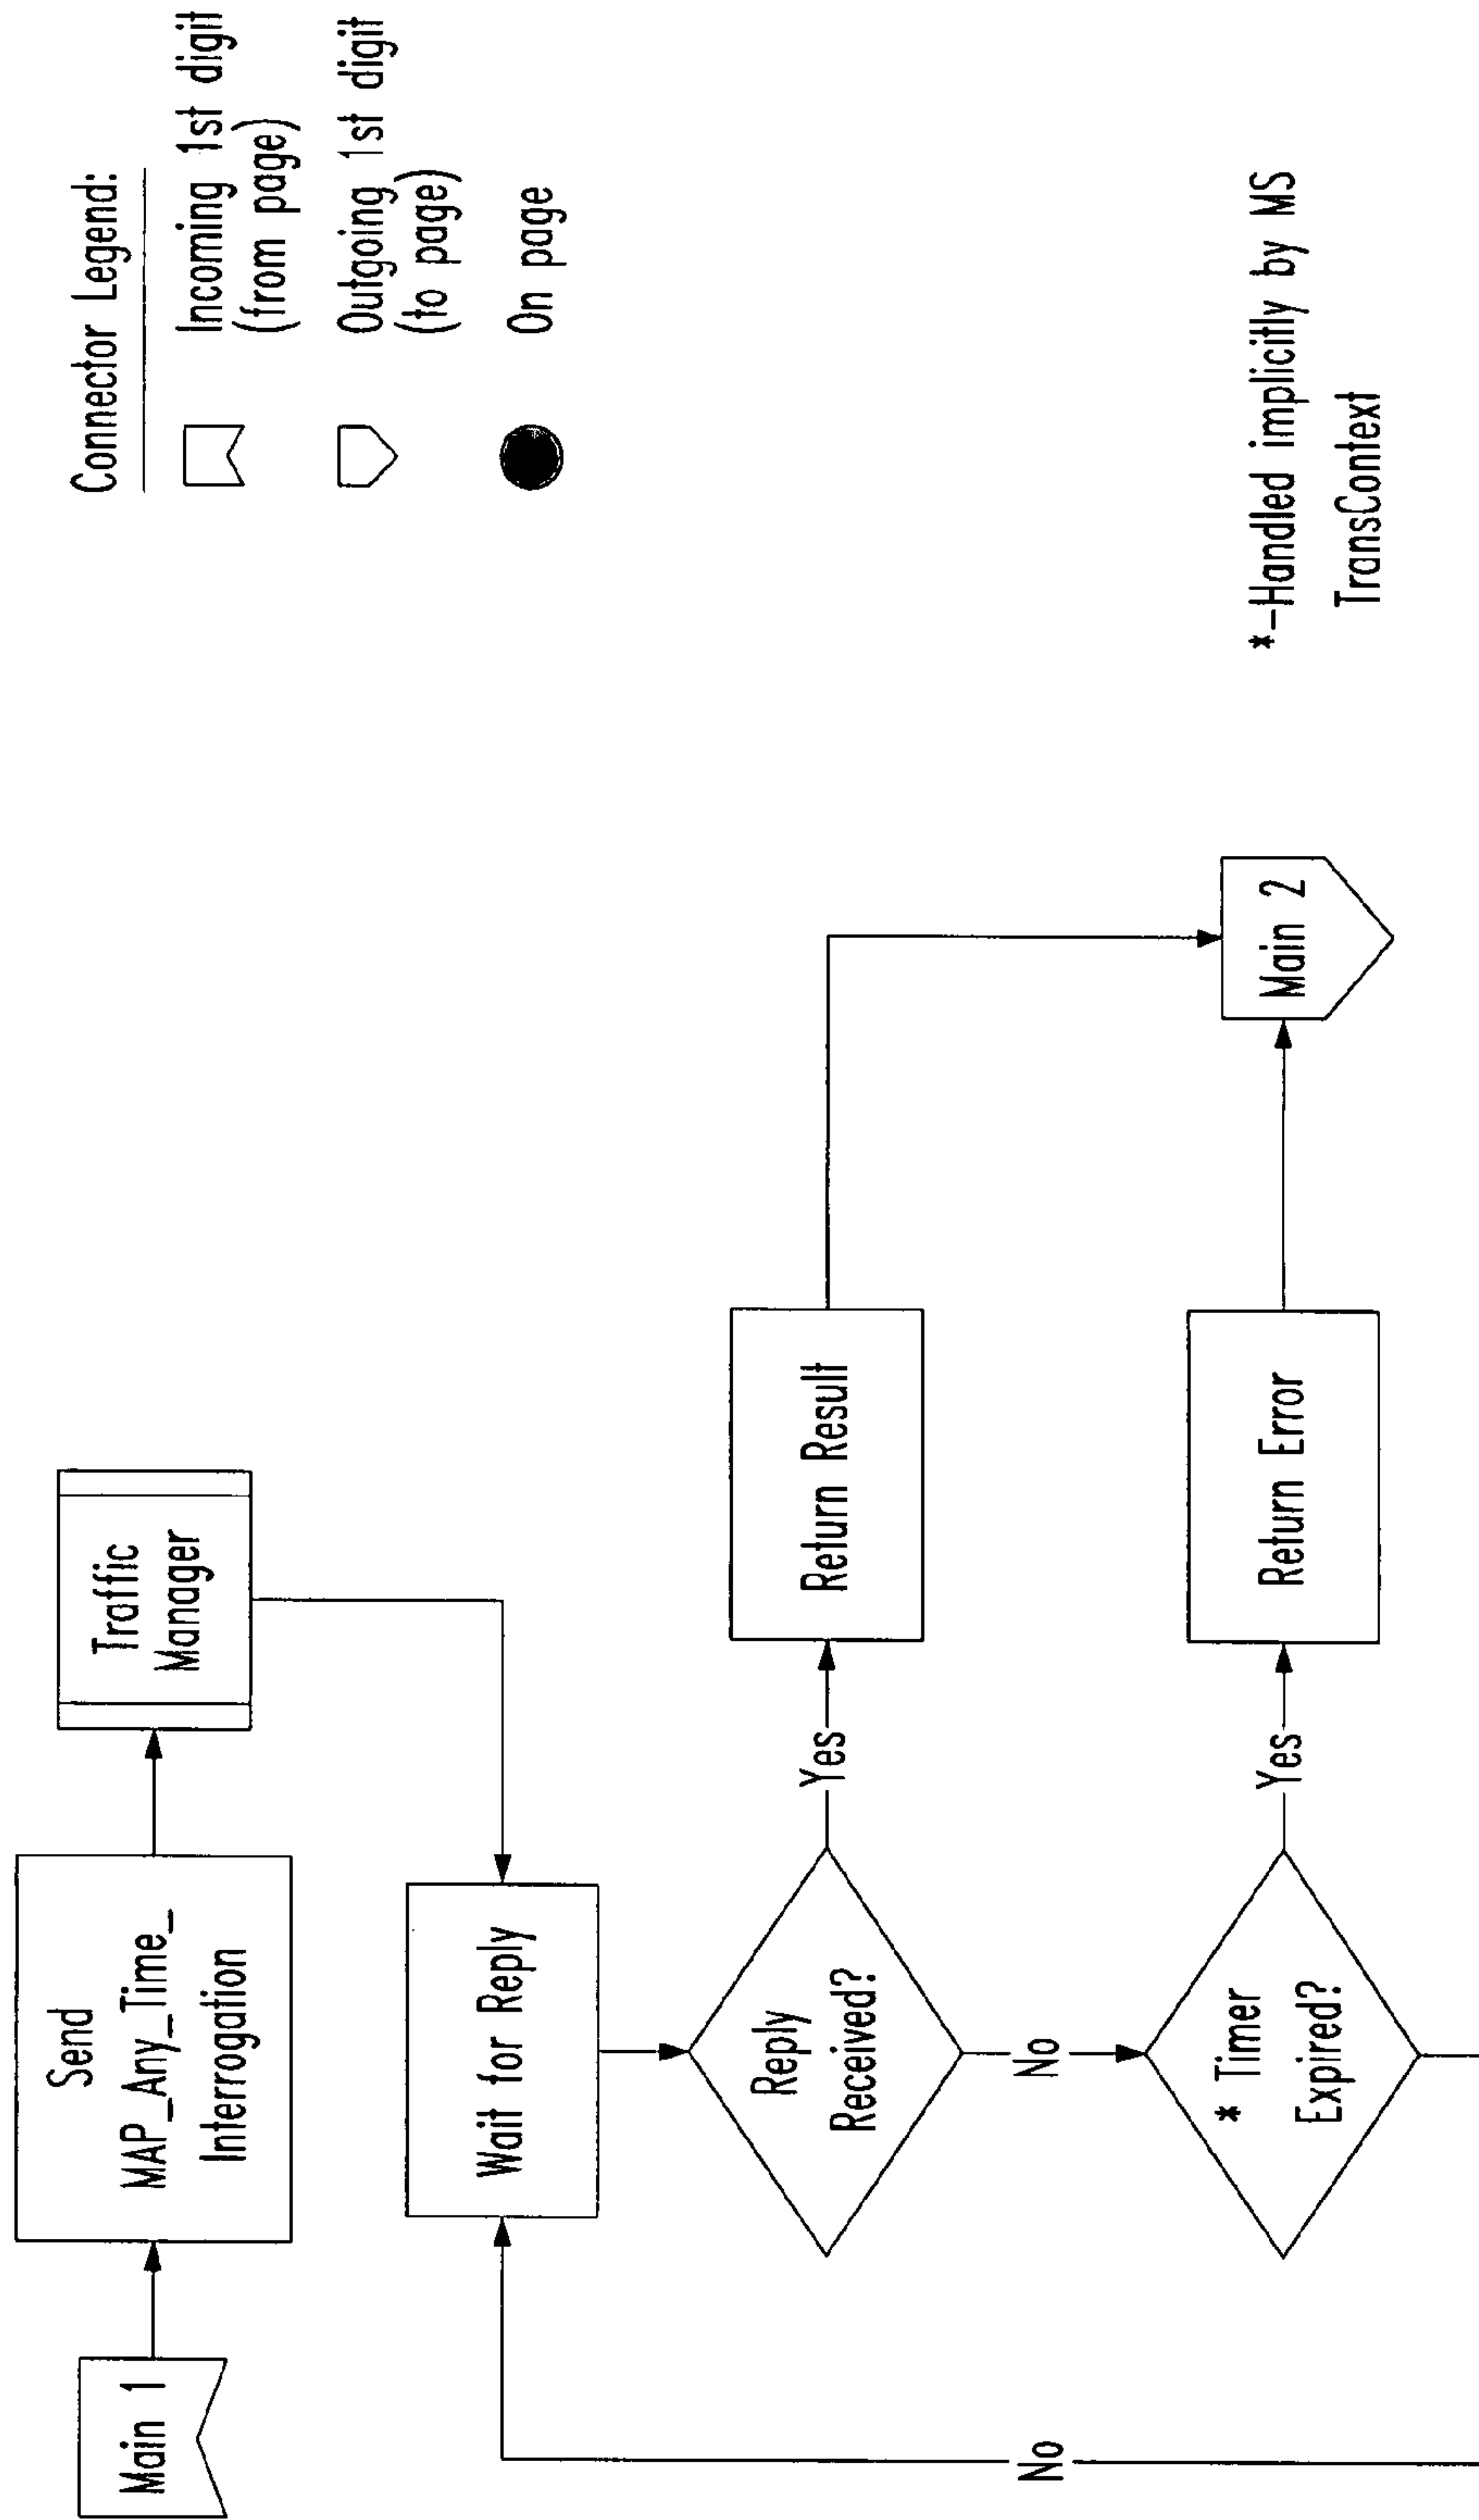 Connector Legend:
Incoming 1st digit
(from page)
Outgoing 1st digit
(to page)
On page
Main 1
Send
MAP_Any_Time_
Interrogation
Traffic
Manager
Wait for Reply
Reply
Received?
Yes
Return Result
No
* Timer
Expired?
Yes
Return Error
Main 2
No
*-Handled implicitly by MS
TransContext